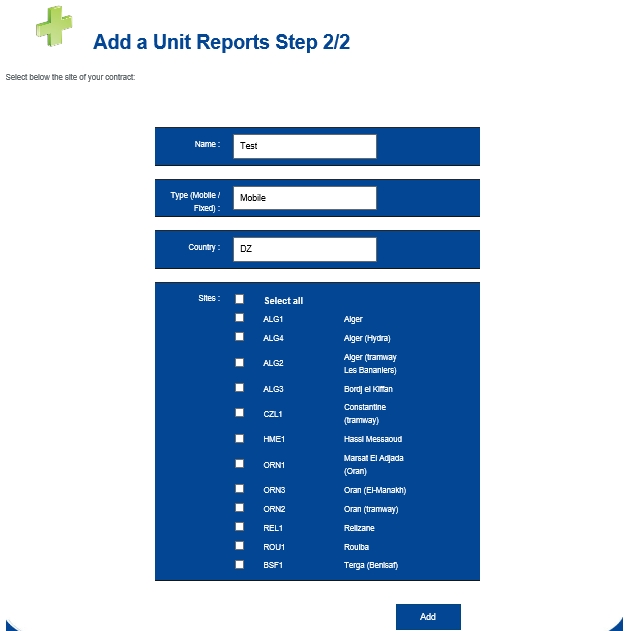 Add a Unit Reports Step 2/2
Select below the site of your contract:
Name : Test
Type (Mobile / Mobile
Fixed) :
Country : DZ
Sites : Select all
ALG1 Alger
ALG4 Alger (Hydra)
ALG2 Alger (tramway
Les Bananiers)
ALG3 Bordj el Kiffan
CZL1 Constantine
(tramway)
HME1 Hassi Messaoud
ORN1 Marsat El Adjada
(Oran)
ORN3 Oran (El-Manakh)
ORN2 Oran (tramway)
REL1 Relizane
ROU1 Rouiba
BSF1 Terga (Benisaf)
Add